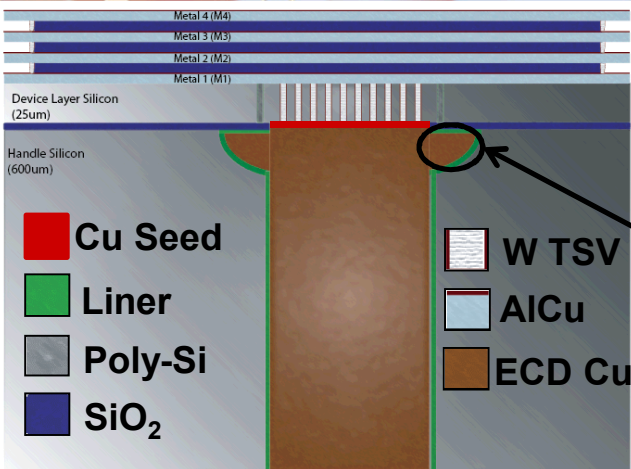 Metal 4 (M4)
Metal 3 (M3)
Metal 2 (M2)
Metal 1 (M1)
Device Layer Silicon
(25um)
Handle Silicon
(600um)
Cu Seed
Liner
Poly-Si
SiO₂
W TSV
AlCu
ECD Cu